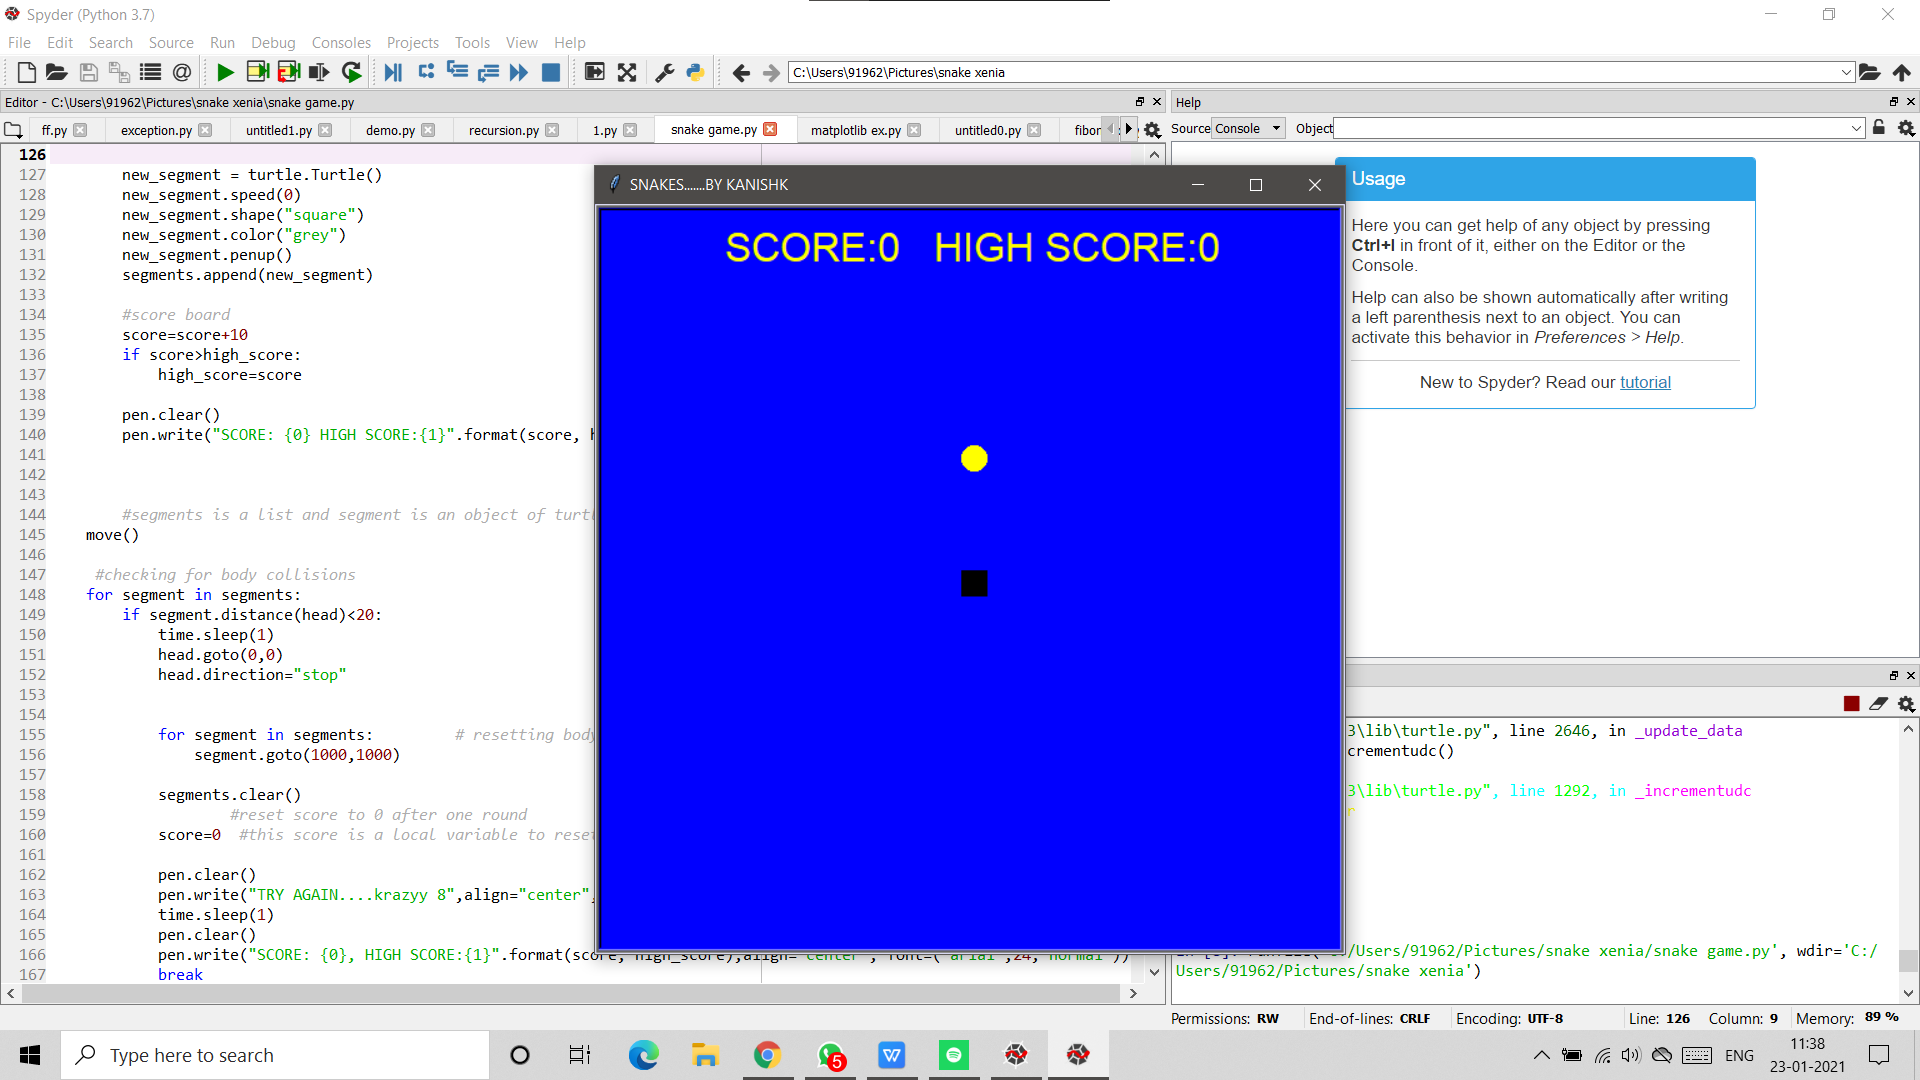 Spyder (Python 3.7)
File Edit Search Source Run Debug Consoles Projects Tools View Help
C:\Users\91962\Pictures\snake xenia
Editor - C:\Users\91962\Pictures\snake xenia\snake game.py
ff.py exception.py untitled1.py demo.py recursion.py 1.py snake game.py matplotlib ex.py untitled0.py
126
127 new_segment = turtle.Turtle()
128 new_segment.speed(0)
129 new_segment.shape("square")
130 new_segment.color("grey")
131 new_segment.penup()
132 segments.append(new_segment)
133
134 #score board
135 score=score+10
136 if score>high_score:
137 high_score=score
138
139 pen.clear()
140 pen.write("SCORE: {0} HIGH SCORE:{1}".format(score,
141
142
143
144 #segments is a list and segment is an object of
145 move()
146
147 #checking for body collisions
148 for segment in segments:
149 if segment.distance(head)<20:
150 time.sleep(1)
151 head.goto(0,0)
152 head.direction="stop"
153
154
155 for segment in segments: # resetting body
156 segment.goto(1000,1000)
157
158 segments.clear()
159 #reset score to 0 after one round
160 score=0 #this score is a local variable to
161
162 pen.clear()
163 pen.write("TRY AGAIN....krazyy 8",align="center",
164 time.sleep(1)
165 pen.clear()
166 pen.write("SCORE: {0}, HIGH SCORE:{1}".format(score, high_score),align="center", font=("arial",24,"normal"))
167 break
SNAKES.......BY KANISHK
SCORE:0 HIGH SCORE:0
Help
Source Console Object
Usage
Here you can get help of any object by pressing
Ctrl+I in front of it, either on the Editor or the
Console.
Help can also be shown automatically after writing
a left parenthesis next to an object. You can
activate this behavior in Preferences > Help.
New to Spyder? Read our tutorial
3\lib\turtle.py", line 2646, in _update_data
crementudc()
3\lib\turtle.py", line 1292, in _incrementudc
r
/Users/91962/Pictures/snake xenia/snake game.py', wdir='C:/
Users/91962/Pictures/snake xenia')
Permissions: RW End-of-lines: CRLF Encoding: UTF-8 Line: 126 Column: 9 Memory: 89 %
Type here to search
5
W
ENG
11:38
23-01-2021